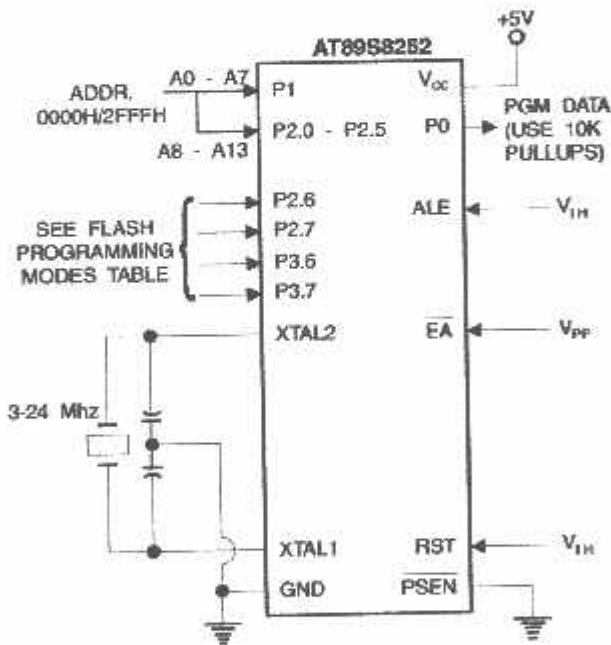 AT89S8252
+5V
ADDR.
0000H/2FFFH
A0 - A7
A8 - A13
P1
P2.0 - P2.5
VCC
P0
PGM DATA
(USE 10K
PULLUPS)
SEE FLASH
PROGRAMMING
MODES TABLE
P2.6
P2.7
P3.6
P3.7
ALE
VIH
XTAL2
EA
VPP
3-24 Mhz
XTAL1
RST
VIH
GND
PSEN